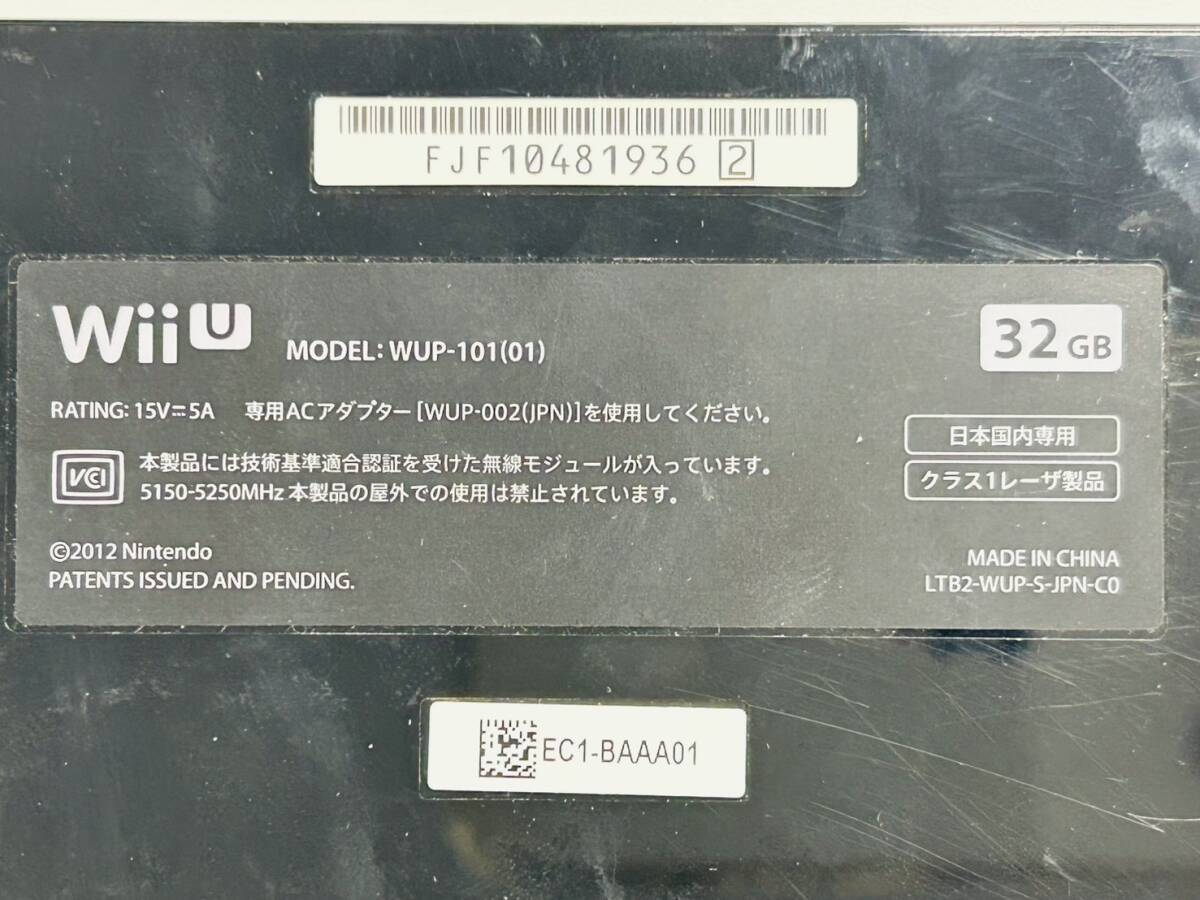 FJF10481936 2
Wii U
MODEL: WUP-101(01)
32 GB
RATING: 15V⎓5A 専用ACアダプター [WUP-002(JPN)]を使用してください。
日本国内専用
VCI 本製品には技術基準適合認証を受けた無線モジュールが入っています。
5150-5250MHz 本製品の屋外での使用は禁止されています。
クラス1レーザ製品
©2012 Nintendo
PATENTS ISSUED AND PENDING.
MADE IN CHINA
LTB2-WUP-S-JPN-C0
EC1-BAAA01